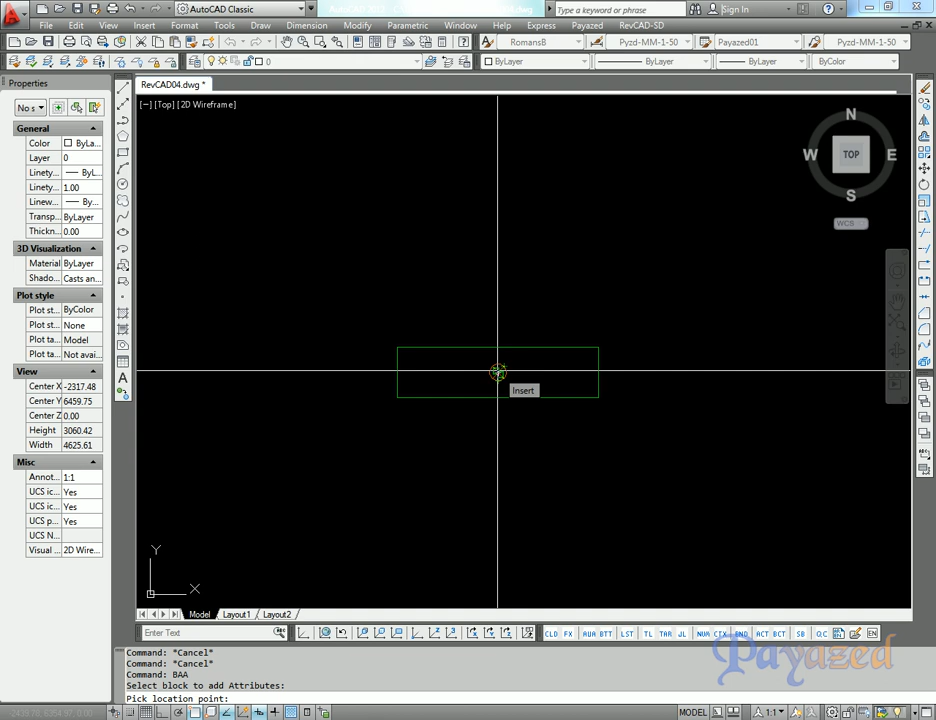 AutoCAD Classic
Type a keyword or phrase
Sign In
File Edit View Insert Format Tools Draw Dimension Modify Parametric Window Help Express Payazed RevCAD-SD
RomansB Pyzd-MM-1-50 Payazed01 Pyzd-MM-1-50
0 ByLayer ByLayer ByLayer ByColor
Properties
RevCAD04.dwg *
[−] [Top] [2D Wireframe]
No s
General
Color ByLa...
Layer 0
Linety... ByL...
Linety... 1.00
Linew... By...
Transp... ByLayer
Thickn... 0.00
3D Visualization
Material ByLayer
Shado... Casts an...
Plot style
Plot st... ByColor
Plot st... None
Plot ta... Model
Plot ta... Not avai...
View
Center X -2317.48
Center Y 6459.75
Center Z 0.00
Height 3060.42
Width 4625.61
Misc
Annot... 1:1
UCS ic... Yes
UCS ic... Yes
UCS p... Yes
UCS N...
Visual ... 2D Wire...
N
W TOP E
S
WCS
Insert
Y
X
Model Layout1 Layout2
Enter Text
CLD FX AUA BTT LST TL TAR JL NUM CTX BND ACT BCT SB QC EN
Command: *Cancel*
Command: *Cancel*
Command: BAA
Select block to add Attributes:
Pick location point:
Payazed
MODEL 1:1